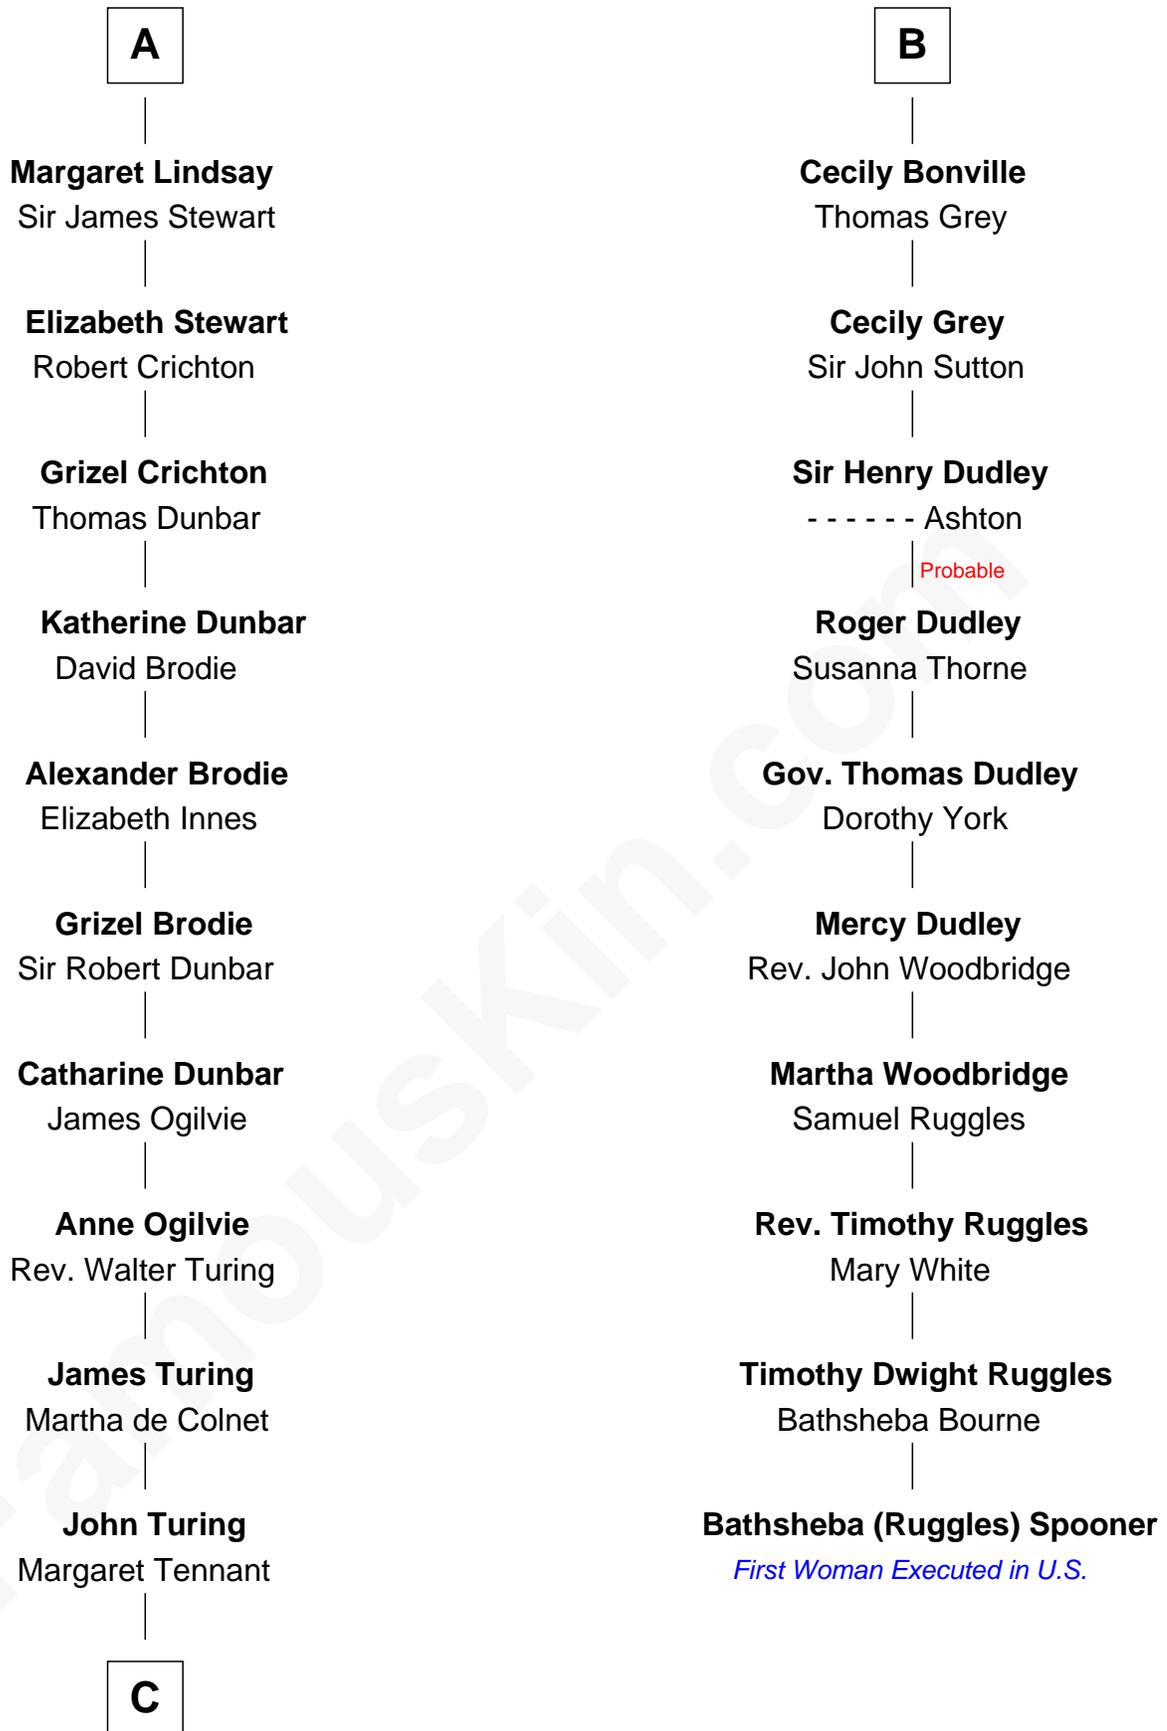 A
Margaret Lindsay
Sir James Stewart
Elizabeth Stewart
Robert Crichton
Grizel Crichton
Thomas Dunbar
Katherine Dunbar
David Brodie
Alexander Brodie
Elizabeth Innes
Grizel Brodie
Sir Robert Dunbar
Catharine Dunbar
James Ogilvie
Anne Ogilvie
Rev. Walter Turing
James Turing
Martha de Colnet
John Turing
Margaret Tennant
C
B
Cecily Bonville
Thomas Grey
Cecily Grey
Sir John Sutton
Sir Henry Dudley
- - - - - - Ashton
Probable
Roger Dudley
Susanna Thorne
Gov. Thomas Dudley
Dorothy York
Mercy Dudley
Rev. John Woodbridge
Martha Woodbridge
Samuel Ruggles
Rev. Timothy Ruggles
Mary White
Timothy Dwight Ruggles
Bathsheba Bourne
Bathsheba (Ruggles) Spooner
First Woman Executed in U.S.
FamousKin.com